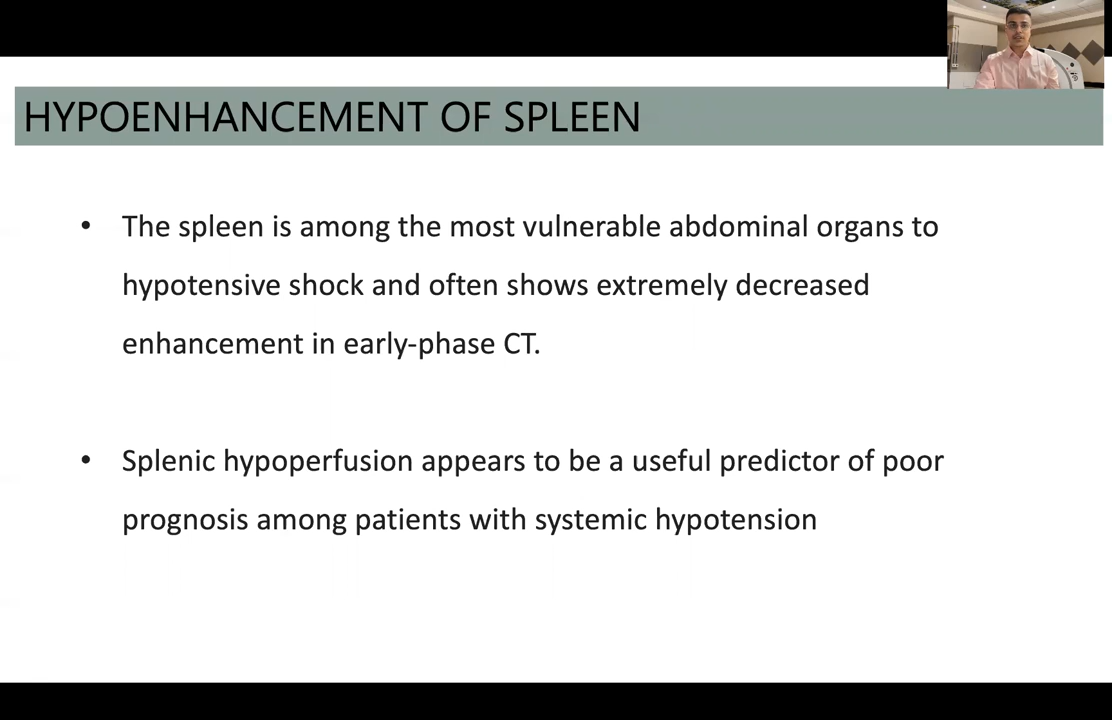 HYPOENHANCEMENT OF SPLEEN
• The spleen is among the most vulnerable abdominal organs to
hypotensive shock and often shows extremely decreased
enhancement in early-phase CT.
• Splenic hypoperfusion appears to be a useful predictor of poor
prognosis among patients with systemic hypotension